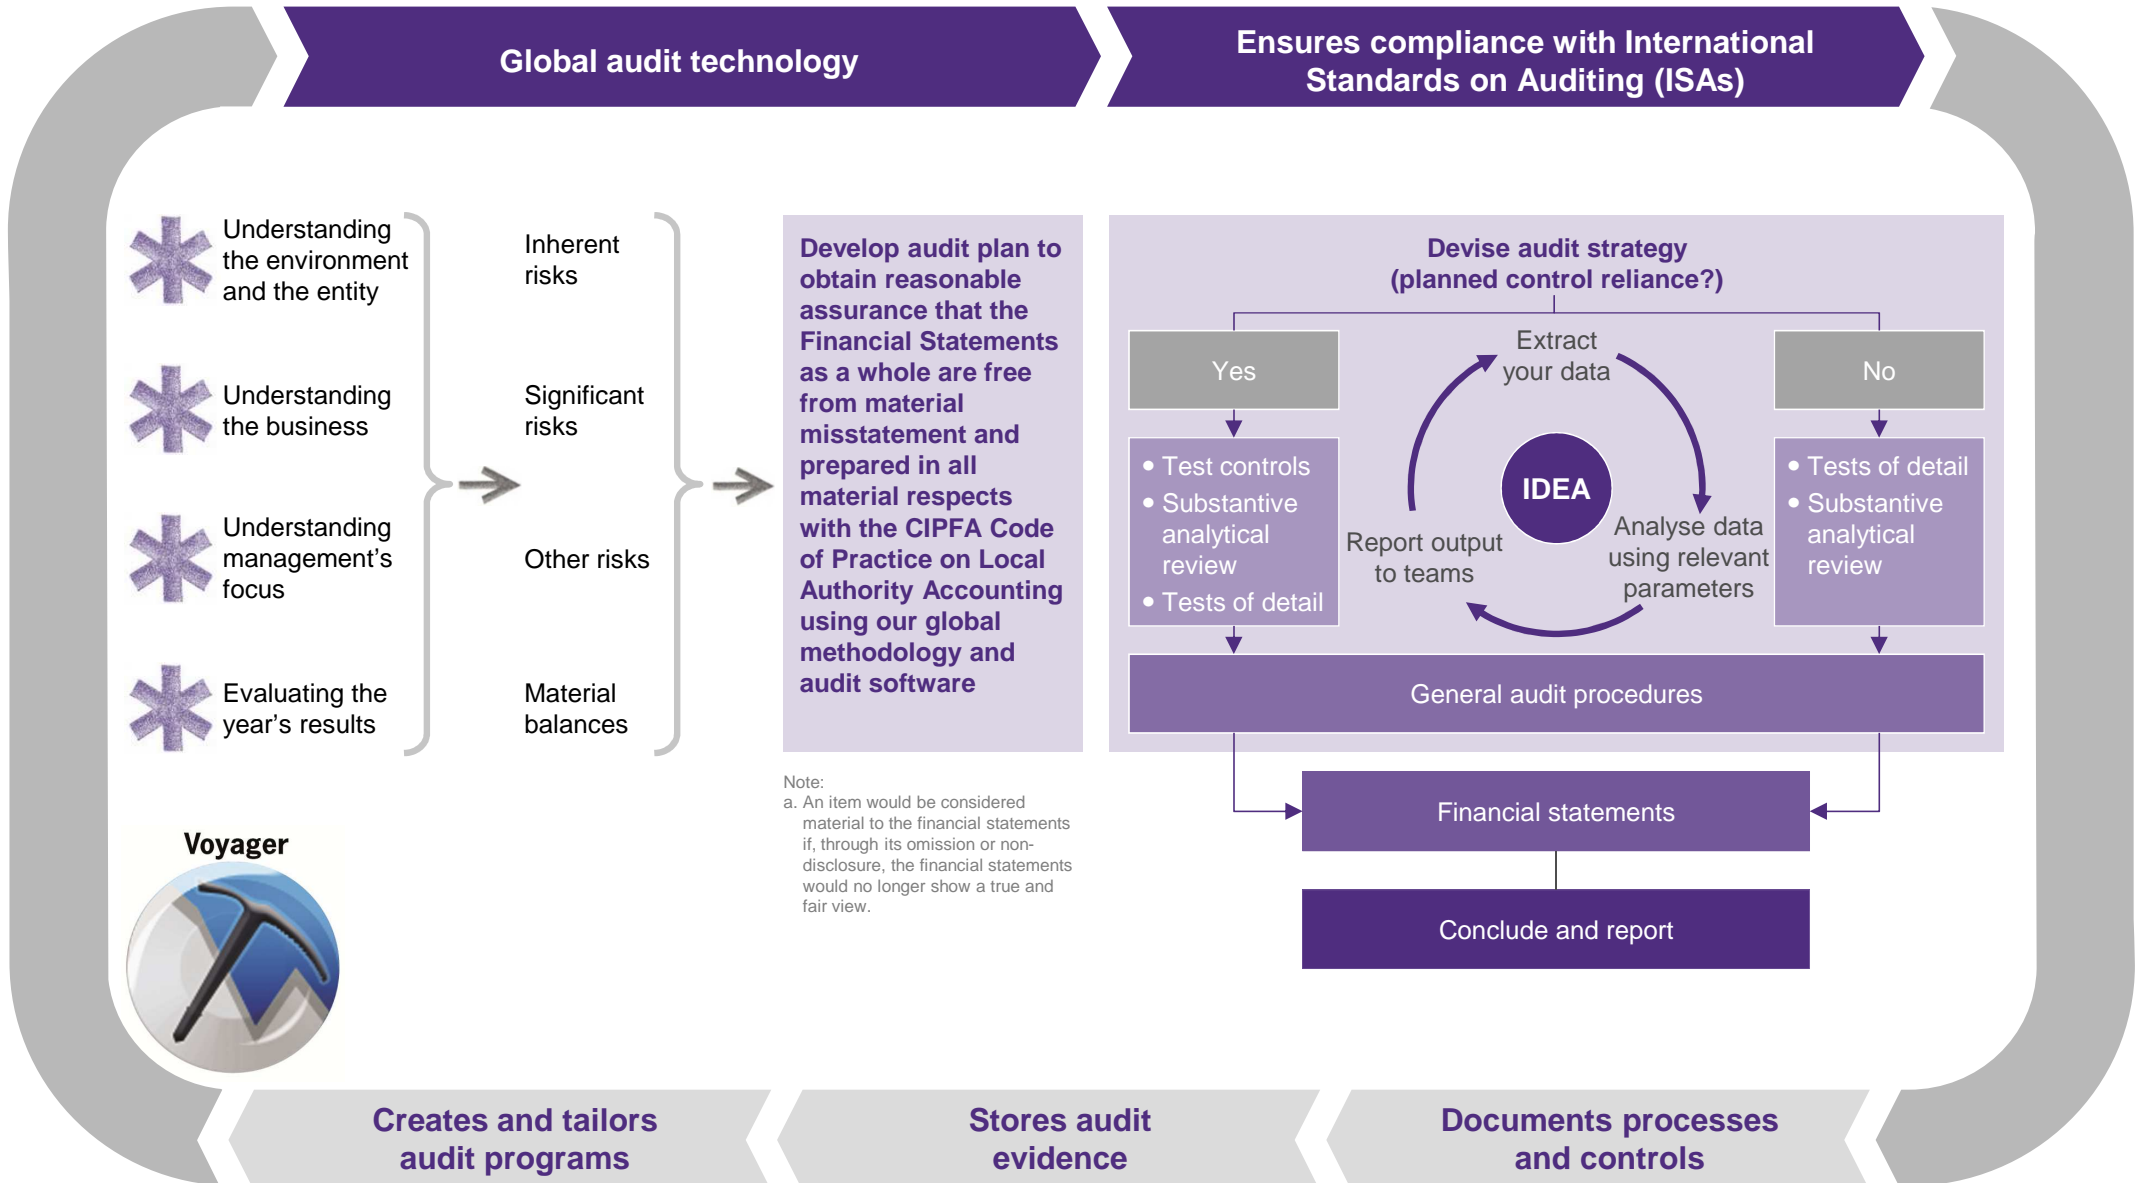 Global audit technology
Ensures compliance with International
Standards on Auditing (ISAs)
Understanding
the environment
and the entity
Understanding
the business
Understanding
management’s
focus
Evaluating the
year’s results
Inherent
risks
Significant
risks
Other risks
Material
balances
Develop audit plan to
obtain reasonable
assurance that the
Financial Statements
as a whole are free
from material
misstatement and
prepared in all
material respects
with the CIPFA Code
of Practice on Local
Authority Accounting
using our global
methodology and
audit software
Note:
a. An item would be considered
material to the financial statements
if, through its omission or non-
disclosure, the financial statements
would no longer show a true and
fair view.
Devise audit strategy
(planned control reliance?)
Yes
• Test controls
• Substantive
analytical
review
• Tests of detail
Extract
your data
IDEA
Analyse data
using relevant
parameters
Report output
to teams
No
• Tests of detail
• Substantive
analytical
review
General audit procedures
Financial statements
Conclude and report
Voyager
Creates and tailors
audit programs
Stores audit
evidence
Documents processes
and controls